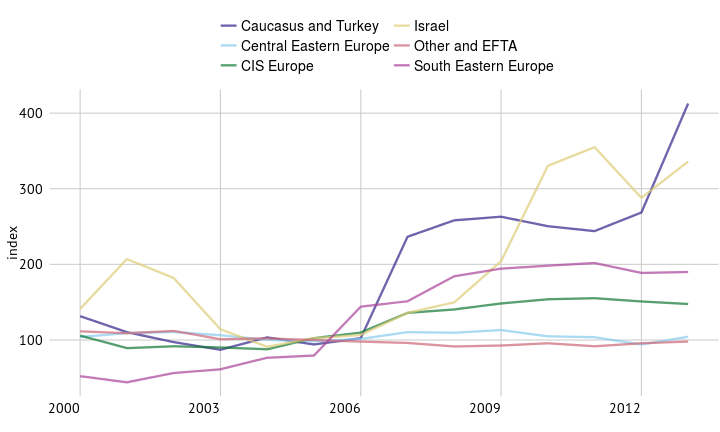 Caucasus and Turkey
Israel
Central Eastern Europe
Other and EFTA
CIS Europe
South Eastern Europe
400
300
200
100
index
2000
2003
2006
2009
2012